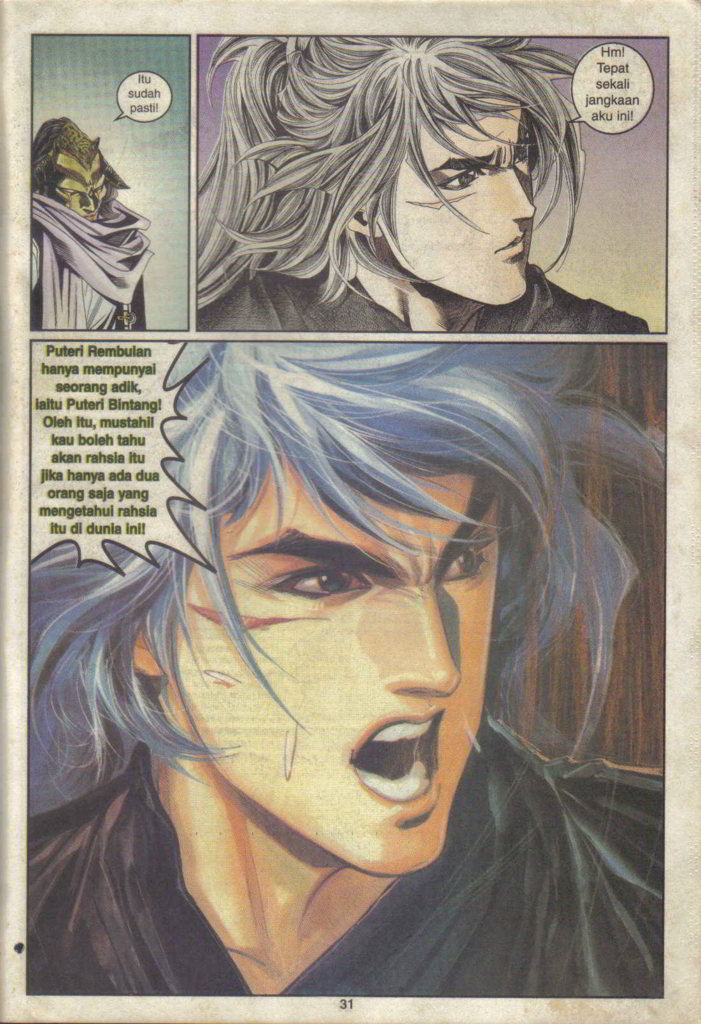 Itu
sudah
pasti!
Hm!
Tepat
sekali
jangkaan
aku ini!
Puteri Rembulan
hanya mempunyai
seorang adik,
iaitu Puteri Bintang!
Oleh itu, mustahil
kau boleh tahu
akan rahsia itu
jika hanya ada dua
orang saja yang
mengetahui rahsia
itu di dunia ini!
31